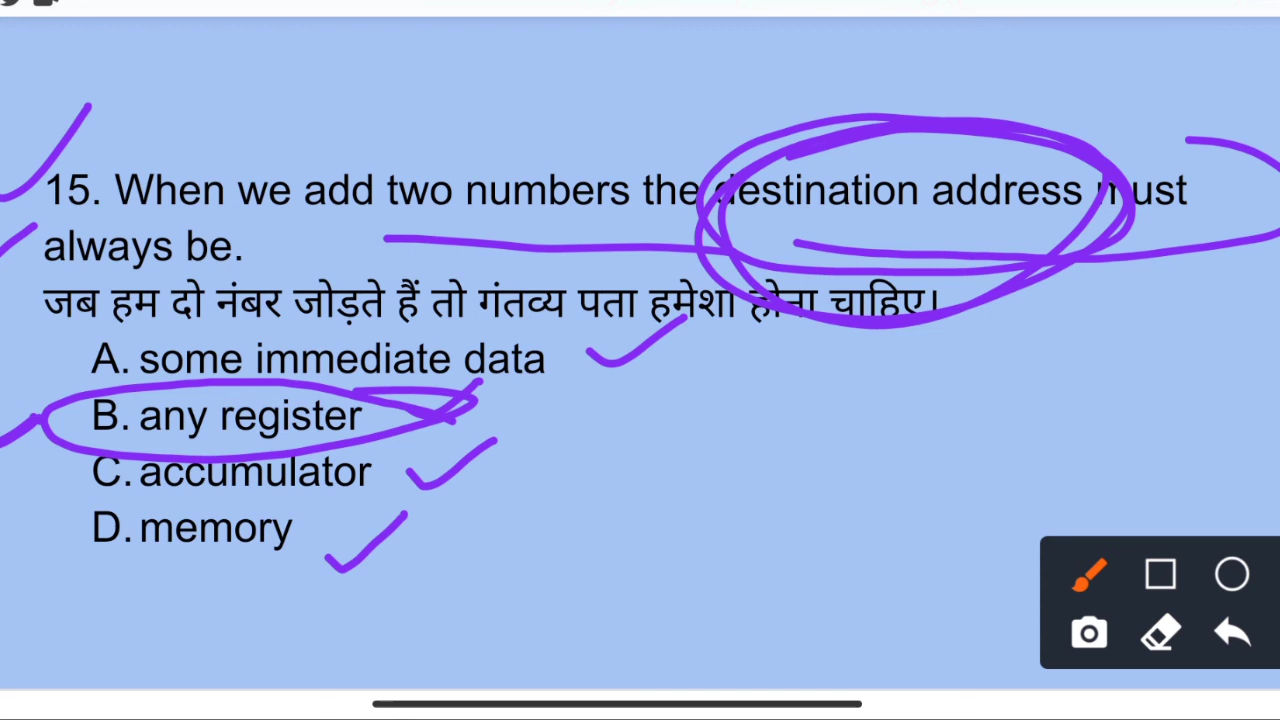 15. When we add two numbers the destination address must
always be.
जब हम दो नंबर जोड़ते हैं तो गंतव्य पता हमेशा होना चाहिए।
A. some immediate data
B. any register
C. accumulator
D. memory